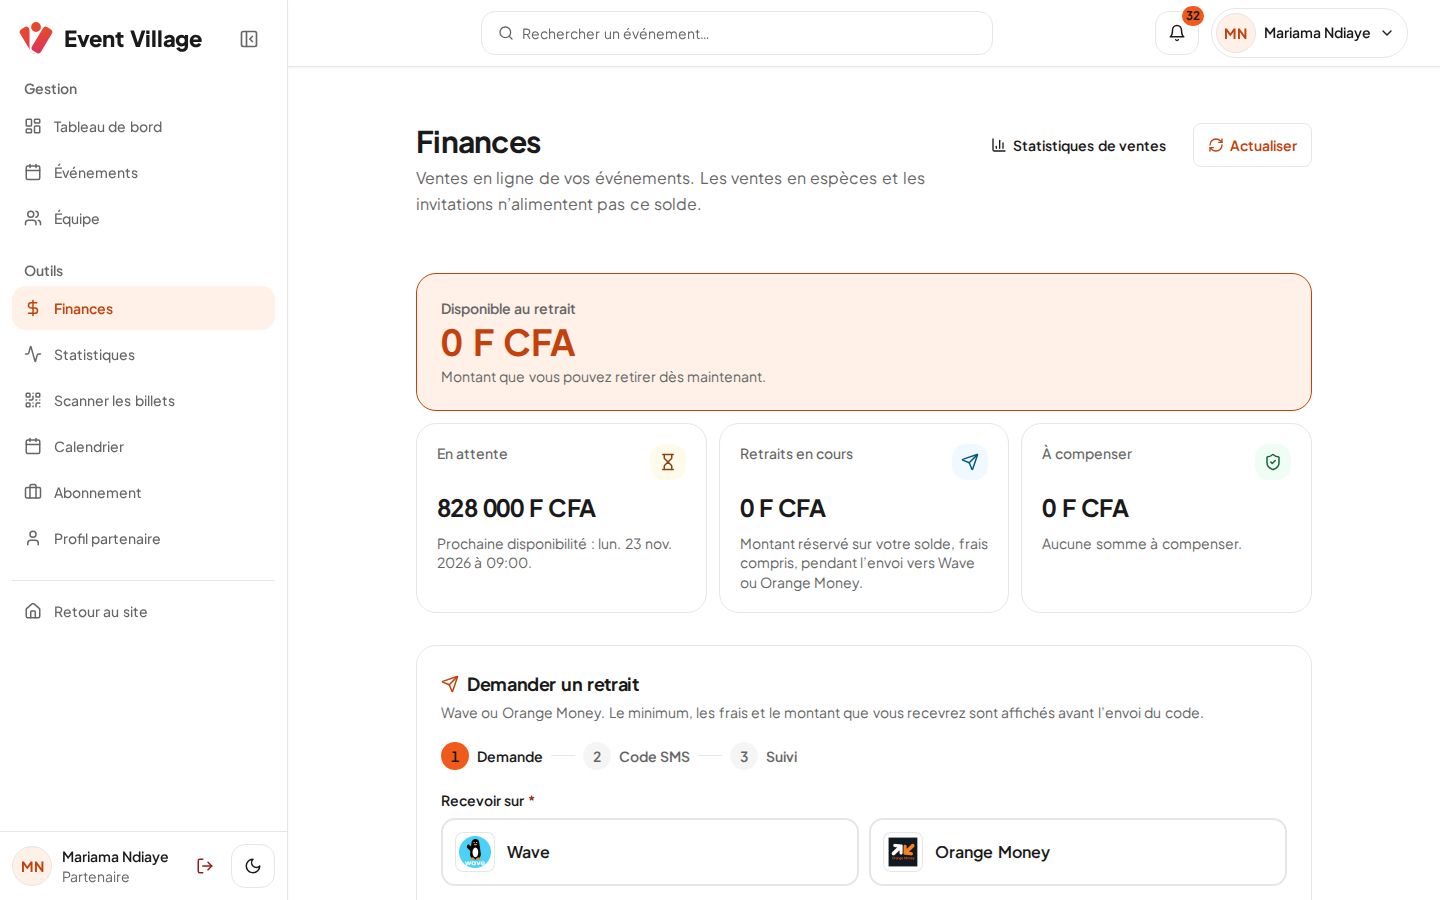 Event Village
Gestion
Tableau de bord
Événements
Équipe
Outils
Finances
Statistiques
Scanner les billets
Calendrier
Abonnement
Profil partenaire
Retour au site
MN
Mariama Ndiaye
Partenaire
Rechercher un événement…
32
MN
Mariama Ndiaye
Finances
Ventes en ligne de vos événements. Les ventes en espèces et les
invitations n’alimentent pas ce solde.
Statistiques de ventes
Actualiser
Disponible au retrait
0 F CFA
Montant que vous pouvez retirer dès maintenant.
En attente
828 000 F CFA
Prochaine disponibilité : lun. 23 nov.
2026 à 09:00.
Retraits en cours
0 F CFA
Montant réservé sur votre solde, frais
compris, pendant l’envoi vers Wave
ou Orange Money.
À compenser
0 F CFA
Aucune somme à compenser.
Demander un retrait
Wave ou Orange Money. Le minimum, les frais et le montant que vous recevrez sont affichés avant l’envoi du code.
1 Demande
2 Code SMS
3 Suivi
Recevoir sur *
wave
Wave
Orange Money
Orange Money